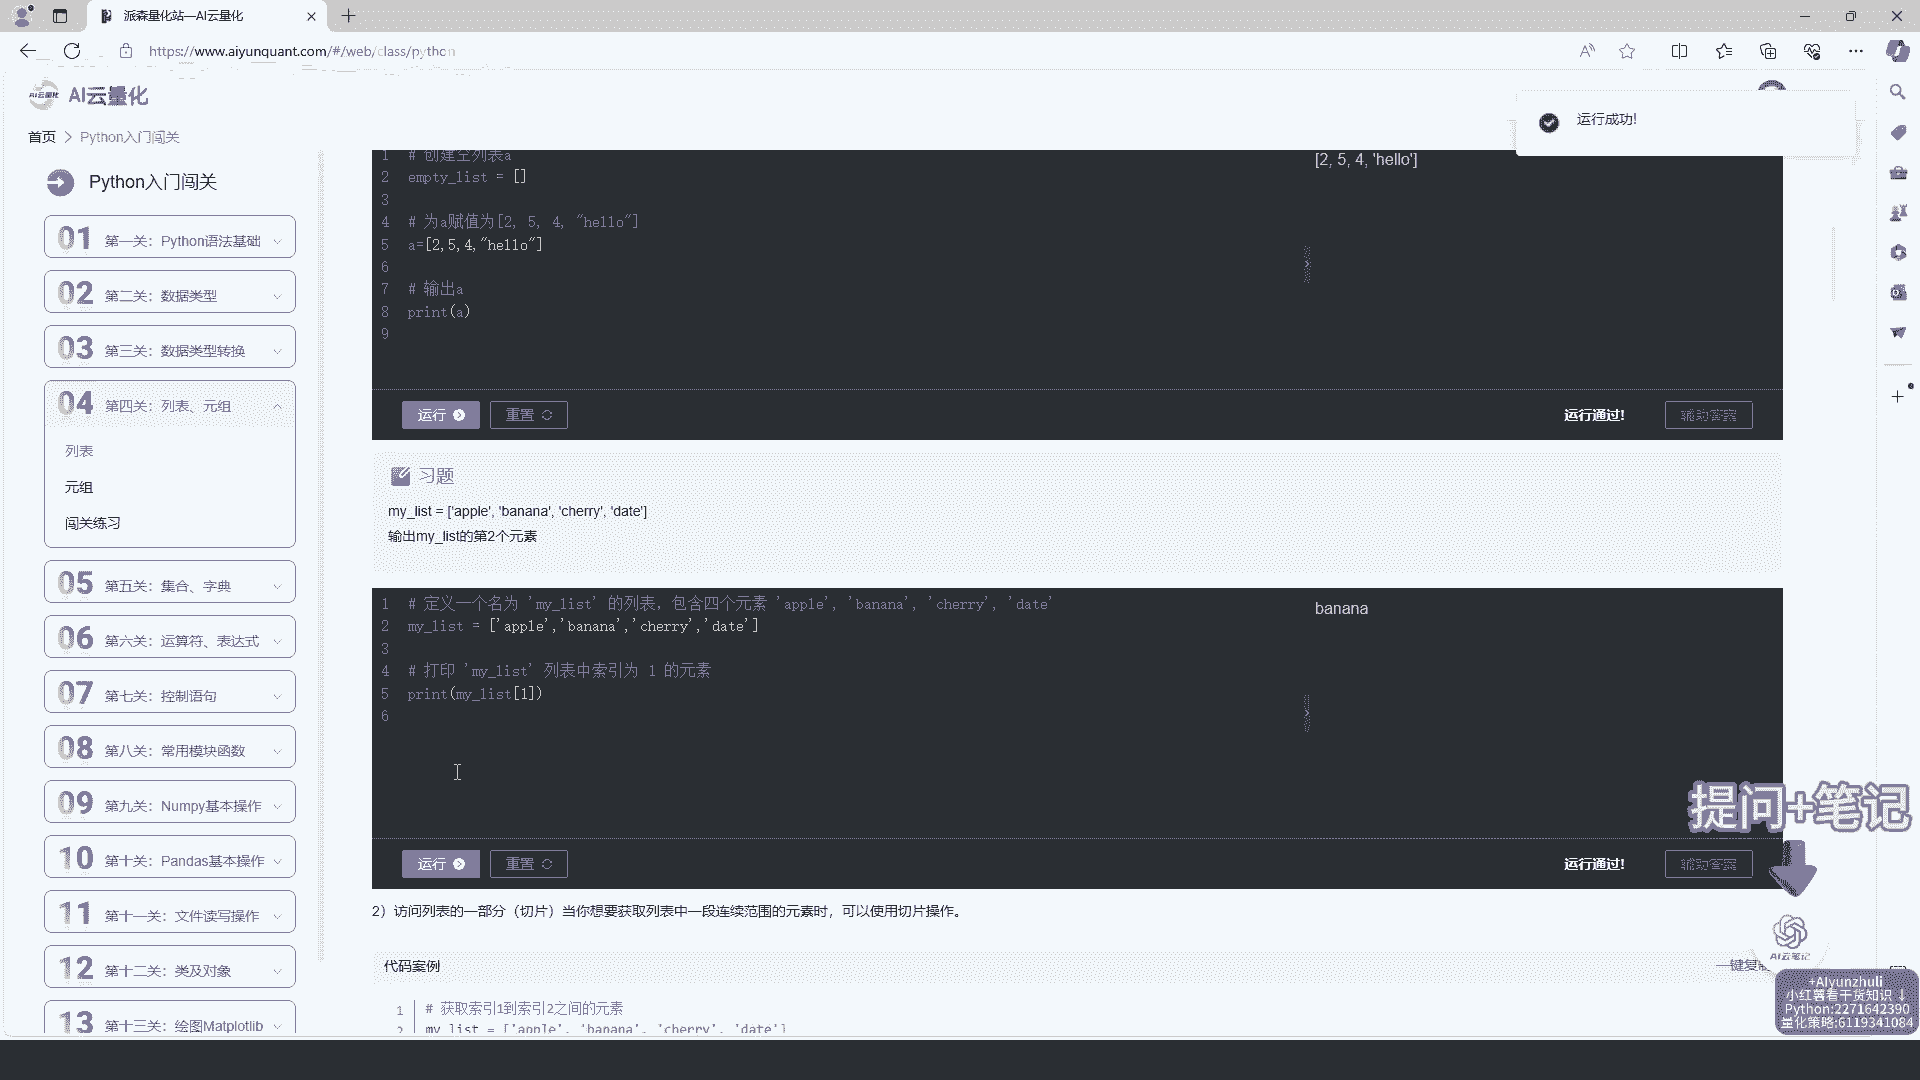 派森量化站—AI云量化
https://www.aiyunquant.com/#/web/class/python
AI云量化
AI云量化
运行成功!
首页 > Python入门闯关
Python入门闯关
01 第一关：Python语法基础
02 第二关：数据类型
03 第三关：数据类型转换
04 第四关：列表、元组
列表
元组
闯关练习
05 第五关：集合、字典
06 第六关：运算符、表达式
07 第七关：控制语句
08 第八关：常用模块函数
09 第九关：Numpy基本操作
10 第十关：Pandas基本操作
11 第十一关：文件读写操作
12 第十二关：类及对象
13 第十三关：绘图Matplotlib
1 # 创建空列表a
2 empty_list = []
3
4 # 为a赋值为[2, 5, 4, "hello"]
5 a=[2,5,4,"hello"]
6
7 # 输出a
8 print(a)
9
[2, 5, 4, 'hello']
运行 重置 运行通过! 辅助答案
习题
my_list = ['apple', 'banana', 'cherry', 'date']
输出my_list的第2个元素
1 # 定义一个名为 'my_list' 的列表，包含四个元素 'apple', 'banana', 'cherry', 'date'
2 my_list = ['apple','banana','cherry','date']
3
4 # 打印 'my_list' 列表中索引为 1 的元素
5 print(my_list[1])
6
banana
运行 重置 运行通过! 辅助答案
2）访问列表的一部分（切片）当你想要获取列表中一段连续范围的元素时，可以使用切片操作。
代码案例
一键复制
1 # 获取索引1到索引2之间的元素
2 my_list = ['apple', 'banana', 'cherry', 'date']
提问+笔记
AI云笔记
+AIyunzhuli
小红薯看干货知识↓
Python:2271642390
量化策略:6119341084